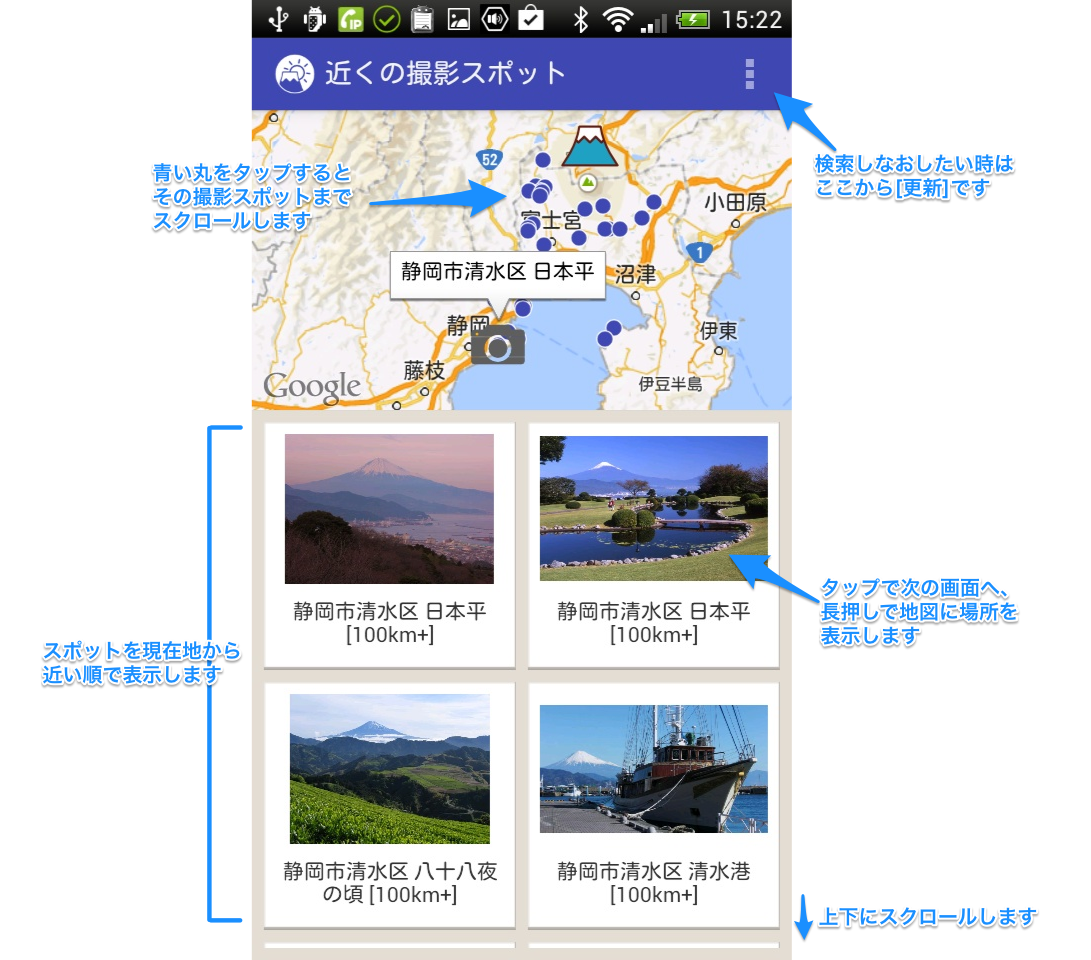 IP
15:22
近くの撮影スポット
青い丸をタップすると
その撮影スポットまで
スクロールします
検索しなおしたい時は
ここから[更新]です
52
小田原
富士宮
1
静岡市清水区 日本平
沼津
静岡
伊東
藤枝
伊豆半島
Google
静岡市清水区 日本平
[100km+]
静岡市清水区 日本平
[100km+]
タップで次の画面へ、
長押しで地図に場所を
表示します
スポットを現在地から
近い順で表示します
静岡市清水区 八十八夜
の頃 [100km+]
静岡市清水区 清水港
[100km+]
上下にスクロールします